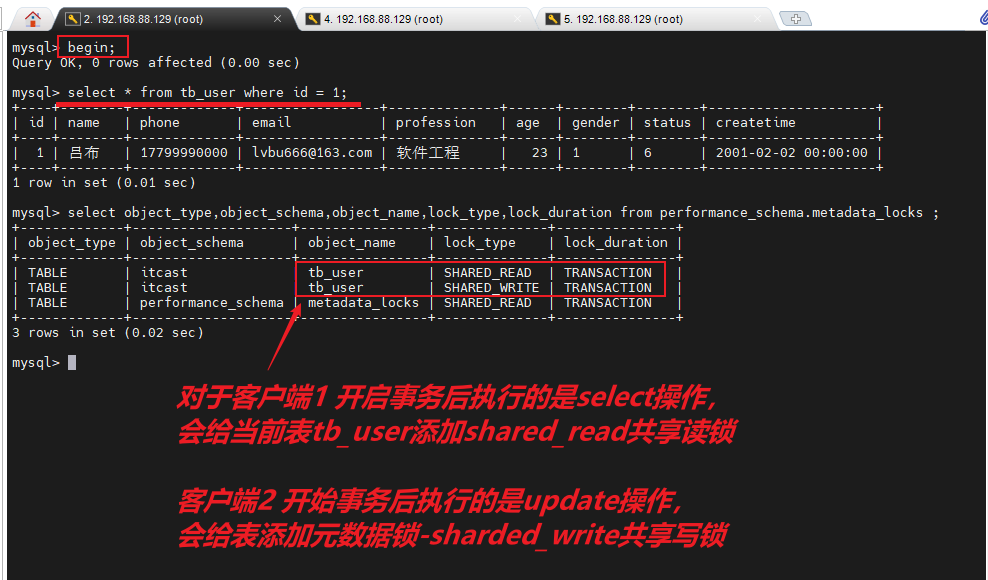 2. 192.168.88.129 (root)
4. 192.168.88.129 (root)
5. 192.168.88.129 (root)
mysql> begin;
Query OK, 0 rows affected (0.00 sec)
mysql> select * from tb_user where id = 1;
+----+--------+-------------+------------------+--------------+------+--------+--------+---------------------+
| id | name | phone | email | profession | age | gender | status | createtime |
+----+--------+-------------+------------------+--------------+------+--------+--------+---------------------+
| 1 | 吕布 | 17799990000 | lvbu666@163.com | 软件工程 | 23 | 1 | 6 | 2001-02-02 00:00:00 |
+----+--------+-------------+------------------+--------------+------+--------+--------+---------------------+
1 row in set (0.01 sec)
mysql> select object_type,object_schema,object_name,lock_type,lock_duration from performance_schema.metadata_locks ;
+-------------+--------------------+----------------+--------------+---------------+
| object_type | object_schema | object_name | lock_type | lock_duration |
+-------------+--------------------+----------------+--------------+---------------+
| TABLE | itcast | tb_user | SHARED_READ | TRANSACTION |
| TABLE | itcast | tb_user | SHARED_WRITE | TRANSACTION |
| TABLE | performance_schema | metadata_locks | SHARED_READ | TRANSACTION |
+-------------+--------------------+----------------+--------------+---------------+
3 rows in set (0.02 sec)
mysql>
对于客户端1 开启事务后执行的是select操作,
会给当前表tb_user添加shared_read共享读锁
客户端2 开始事务后执行的是update操作,
会给表添加元数据锁-sharded_write共享写锁